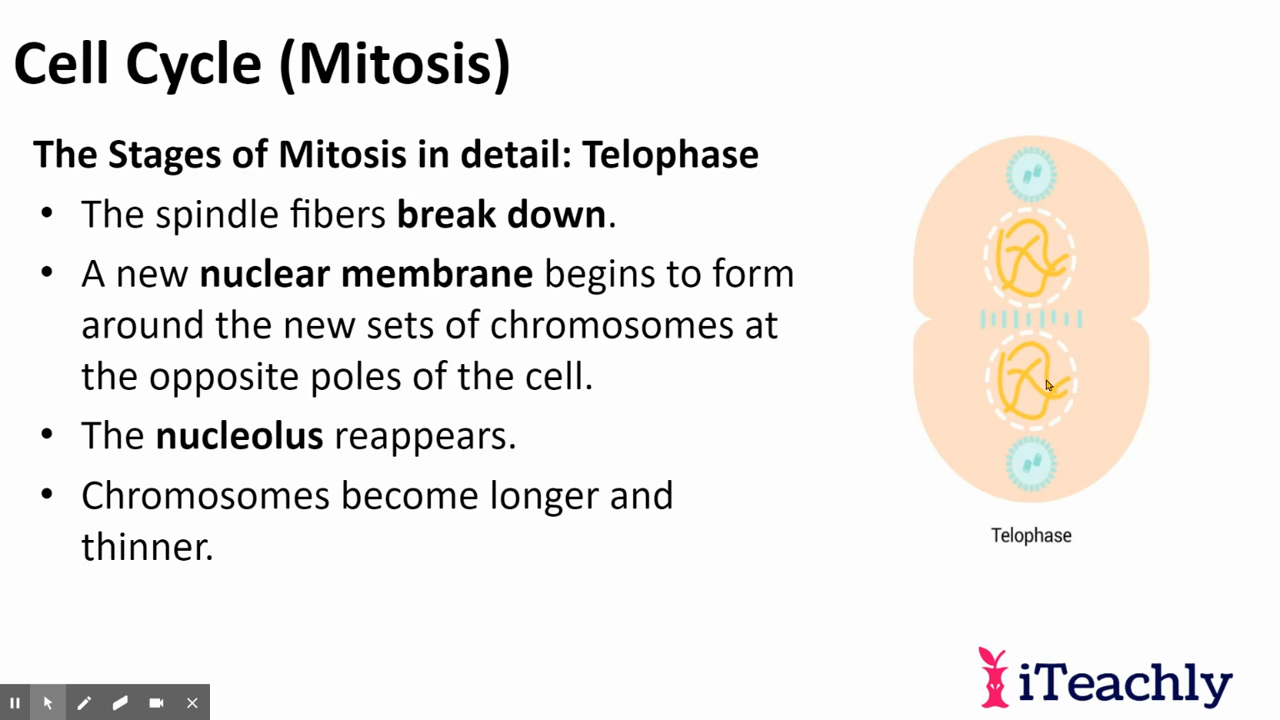 Cell Cycle (Mitosis)
The Stages of Mitosis in detail: Telophase
• The spindle fibers break down.
• A new nuclear membrane begins to form
around the new sets of chromosomes at
the opposite poles of the cell.
• The nucleolus reappears.
• Chromosomes become longer and
thinner.
Telophase
iTeachly